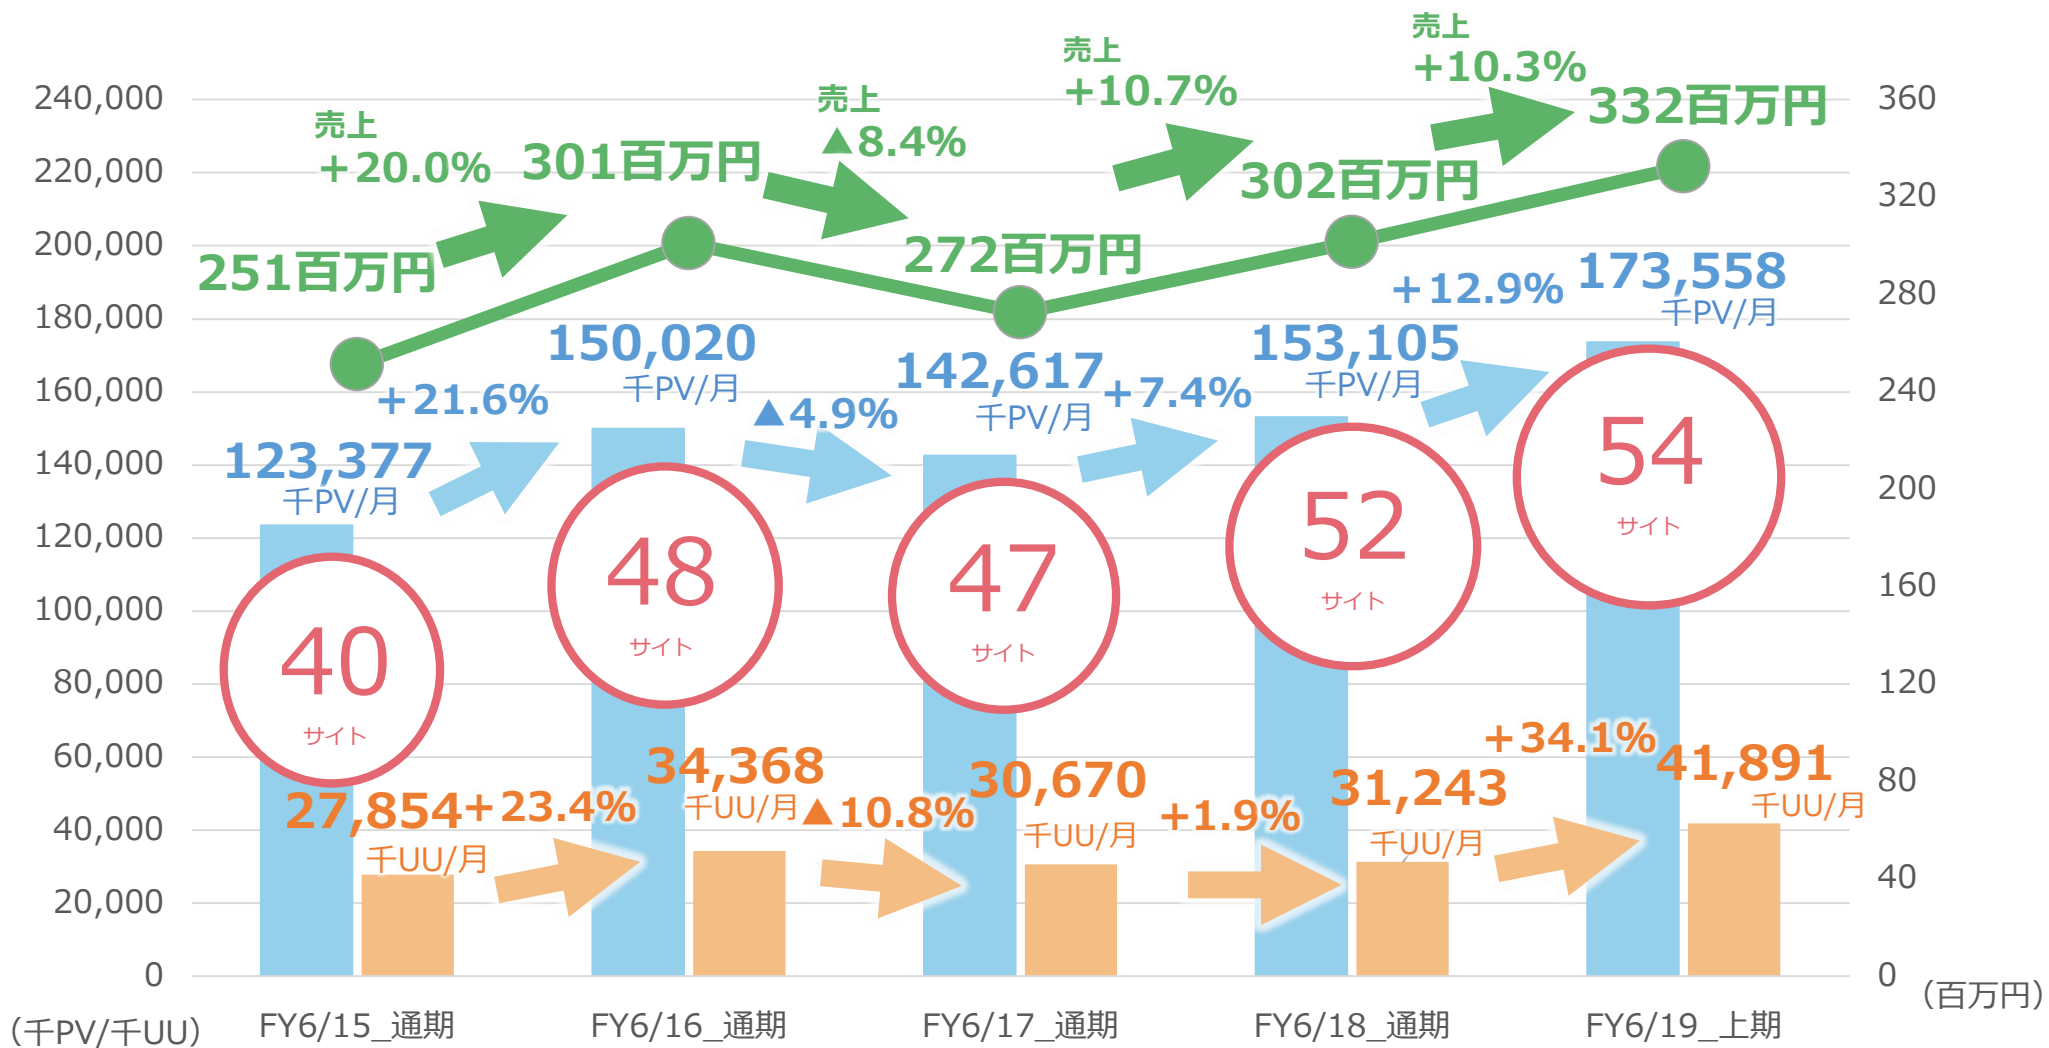 売上
+10.3%
売上
+10.7%
売上
▲8.4%
売上
+20.0%
251百万円
301百万円
272百万円
302百万円
332百万円
240,000
220,000
200,000
180,000
160,000
140,000
120,000
100,000
80,000
60,000
40,000
20,000
0
(千PV/千UU)
360
320
280
240
200
160
120
80
40
0
(百万円)
123,377
千PV/月
+21.6%
150,020
千PV/月
▲4.9%
142,617
千PV/月
+7.4%
153,105
千PV/月
+12.9%
173,558
千PV/月
40
サイト
48
サイト
47
サイト
52
サイト
54
サイト
27,854
千UU/月
+23.4%
34,368
千UU/月
▲10.8%
30,670
千UU/月
+1.9%
31,243
千UU/月
+34.1%
41,891
千UU/月
FY6/15_通期
FY6/16_通期
FY6/17_通期
FY6/18_通期
FY6/19_上期